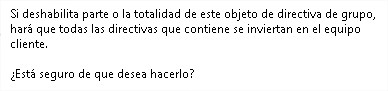 Si deshabilita parte o la totalidad de este objeto de directiva de grupo,
hará que todas las directivas que contiene se inviertan en el equipo
cliente.
¿Está seguro de que desea hacerlo?